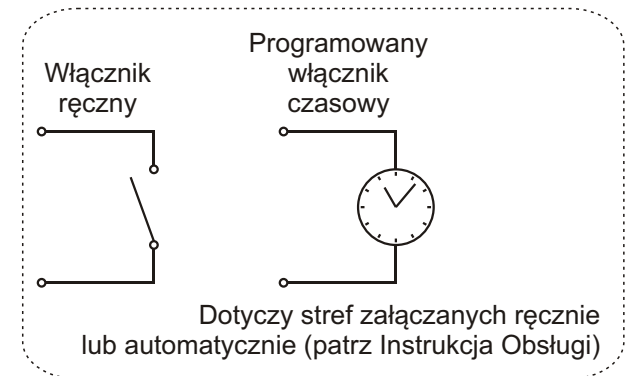 Włącznik
ręczny
Programowany
włącznik
czasowy
Dotyczy stref załączanych ręcznie
lub automatycznie (patrz Instrukcja Obsługi)